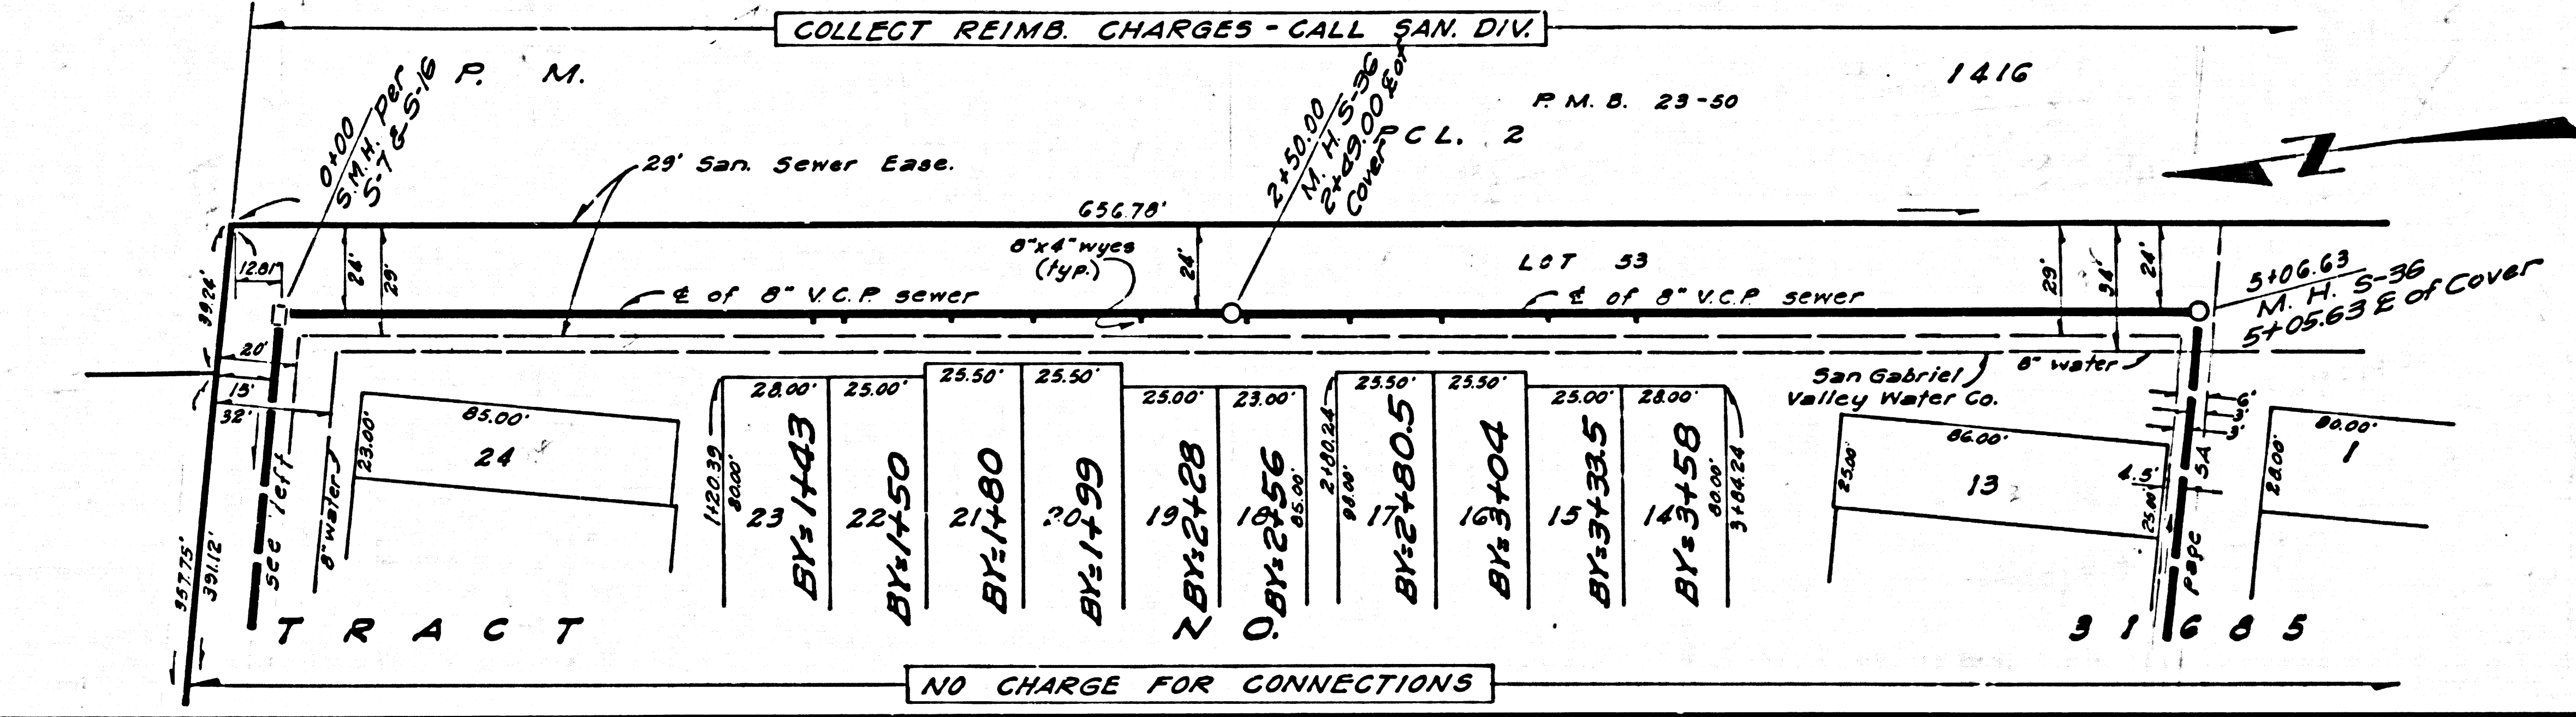 COLLECT REIMB. CHARGES - CALL SAN. DIV.
P. M.
1416
P. M. B. 23-50
PCL. 2
Z
0+00
S.M.H. Per
S-7 & S-16
2+50.00
M. H. S-36
2+49.00 ℄ of
Cover
29' San. Sewer Ease.
656.78'
8"x4" wyes
(typ.)
LOT 53
12.81'
24'
29'
24'
29'
34'
24'
5+06.63
M. H. S-36
5+05.63 ℄ of Cover
℄ of 8" V.C.P. sewer
℄ of 8" V.C.P. sewer
39.24'
20'
15'
32'
San Gabriel
Valley Water Co.
8" water
6'
3'
3'
85.00'
23.00'
24
see left
8" water
1+20.39
80.00'
28.00'
23
BY=1+43
25.00'
22
BY=1+50
25.50'
21
BY=1+80
25.50'
20
BY=1+99
25.00'
19
BY=2+28
23.00'
18
BY=2+56
85.00'
2+80.24
98.00'
25.50'
17
BY=2+80.5
25.50'
16
BY=3+04
25.00'
15
BY=3+33.5
28.00'
14
BY=3+58
80.00'
3+84.24
86.00'
25.00'
13
4.5'
25.00'
page 5A
80.00'
28.00'
1
357.75'
391.12'
TRACT NO. 31685
NO CHARGE FOR CONNECTIONS